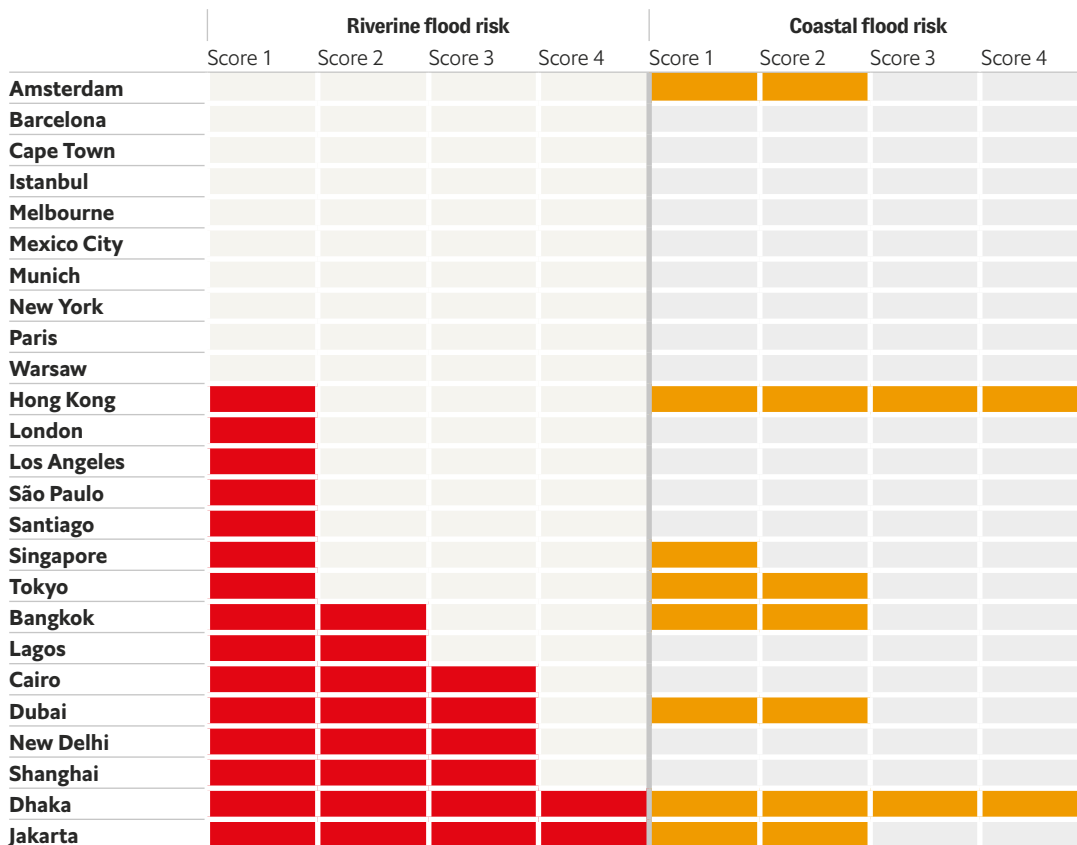 Riverine flood risk Coastal flood risk
Score 1 Score 2 Score 3 Score 4 Score 1 Score 2 Score 3 Score 4
Amsterdam
Barcelona
Cape Town
Istanbul
Melbourne
Mexico City
Munich
New York
Paris
Warsaw
Hong Kong
London
Los Angeles
São Paulo
Santiago
Singapore
Tokyo
Bangkok
Lagos
Cairo
Dubai
New Delhi
Shanghai
Dhaka
Jakarta